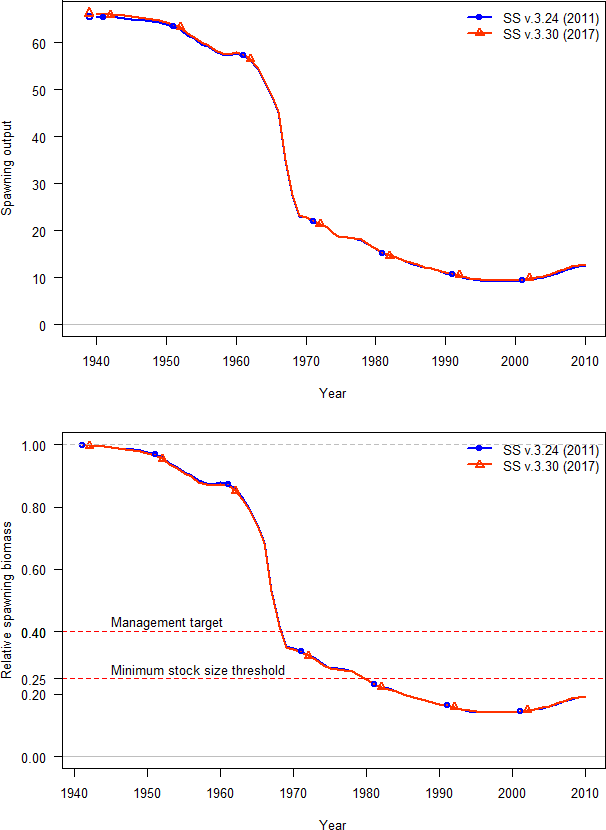 SS v.3.24 (2011)
SS v.3.30 (2017)
60
50
40
30
20
10
0
Spawning output
1940 1950 1960 1970 1980 1990 2000 2010
Year
SS v.3.24 (2011)
SS v.3.30 (2017)
1.00
0.80
0.60
0.40
0.25
0.20
0.00
Relative spawning biomass
Management target
Minimum stock size threshold
1940 1950 1960 1970 1980 1990 2000 2010
Year